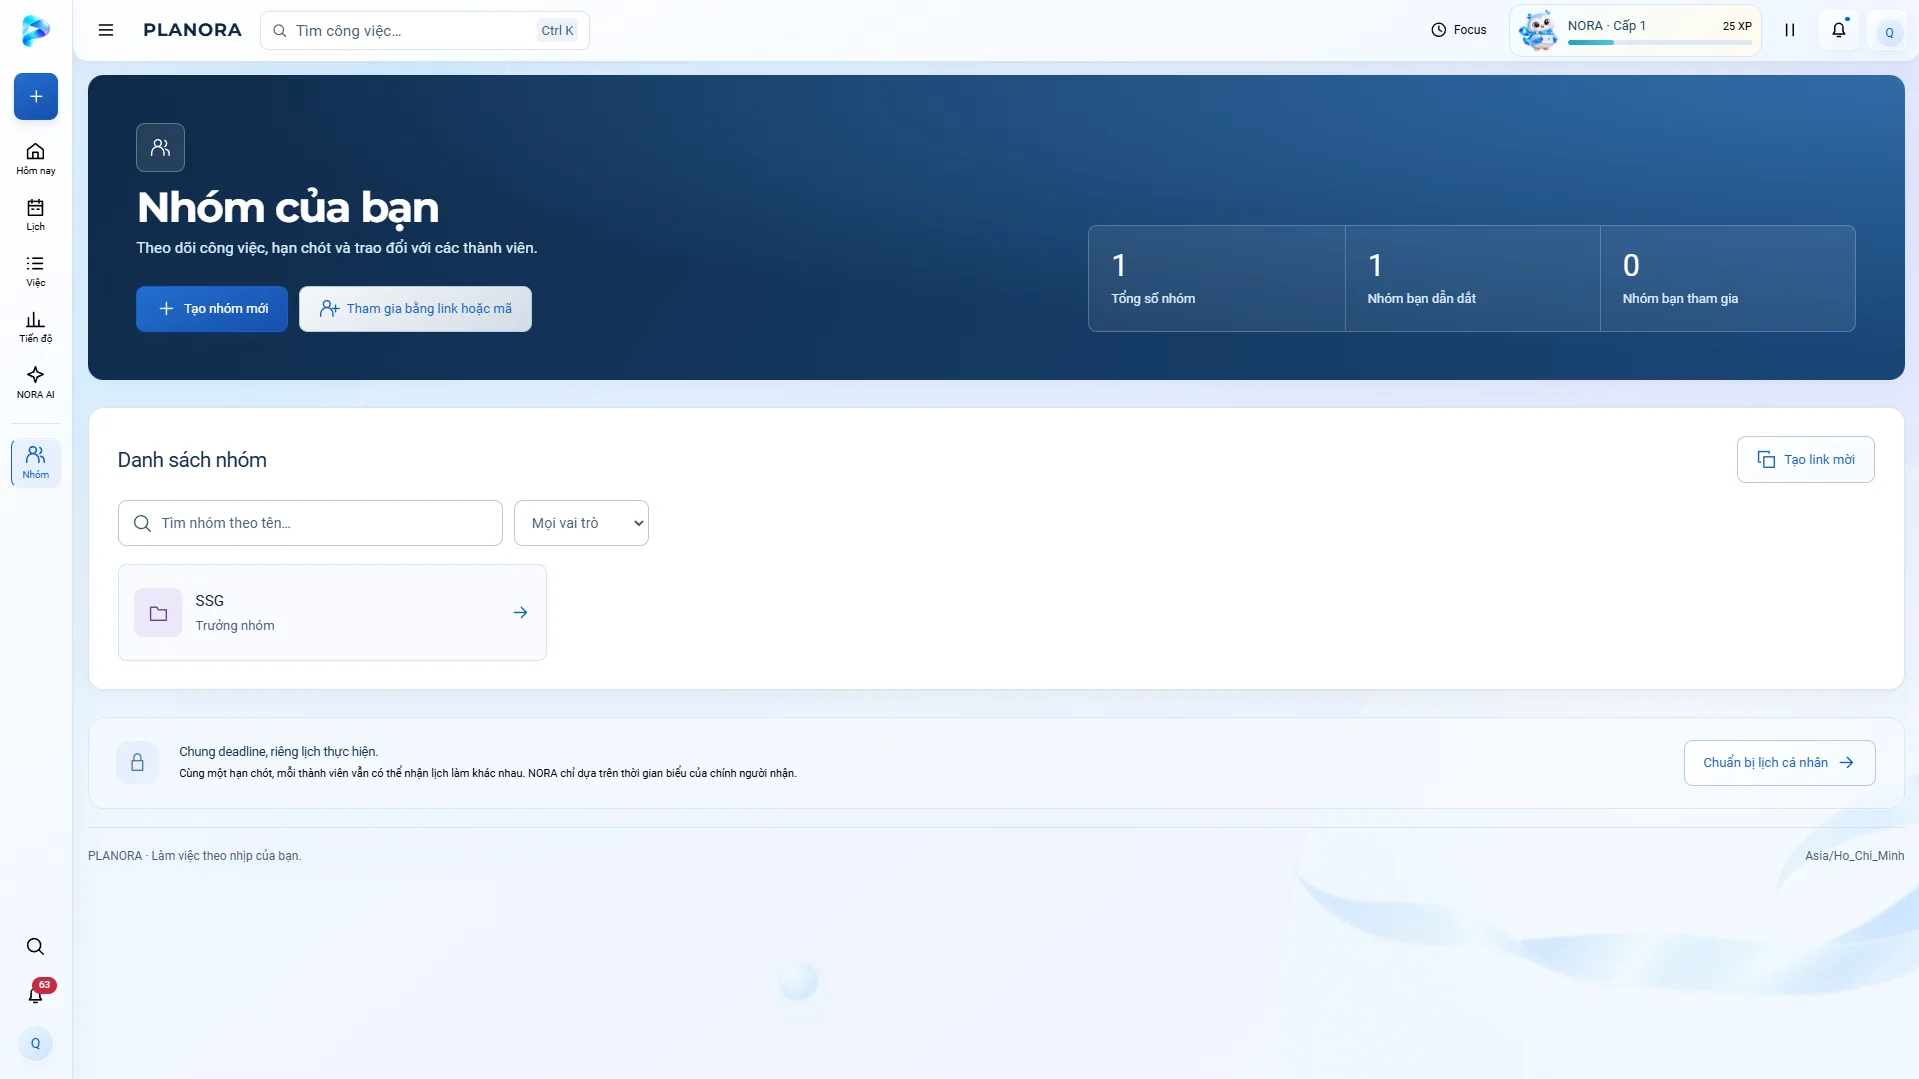 PLANORA
Tìm công việc...
Ctrl K
Focus
NORA · Cấp 1
25 XP
Q
Hôm nay
Lịch
Việc
Tiến độ
NORA AI
Nhóm
Nhóm của bạn
Theo dõi công việc, hạn chót và trao đổi với các thành viên.
Tạo nhóm mới
Tham gia bằng link hoặc mã
1
Tổng số nhóm
1
Nhóm bạn dẫn dắt
0
Nhóm bạn tham gia
Danh sách nhóm
Tạo link mời
Tìm nhóm theo tên...
Mọi vai trò
SSG
Trưởng nhóm
Chung deadline, riêng lịch thực hiện.
Cùng một hạn chót, mỗi thành viên vẫn có thể nhận lịch làm khác nhau. NORA chỉ dựa trên thời gian biểu của chính người nhận.
Chuẩn bị lịch cá nhân
PLANORA · Làm việc theo nhịp của bạn.
Asia/Ho_Chi_Minh
63
Q